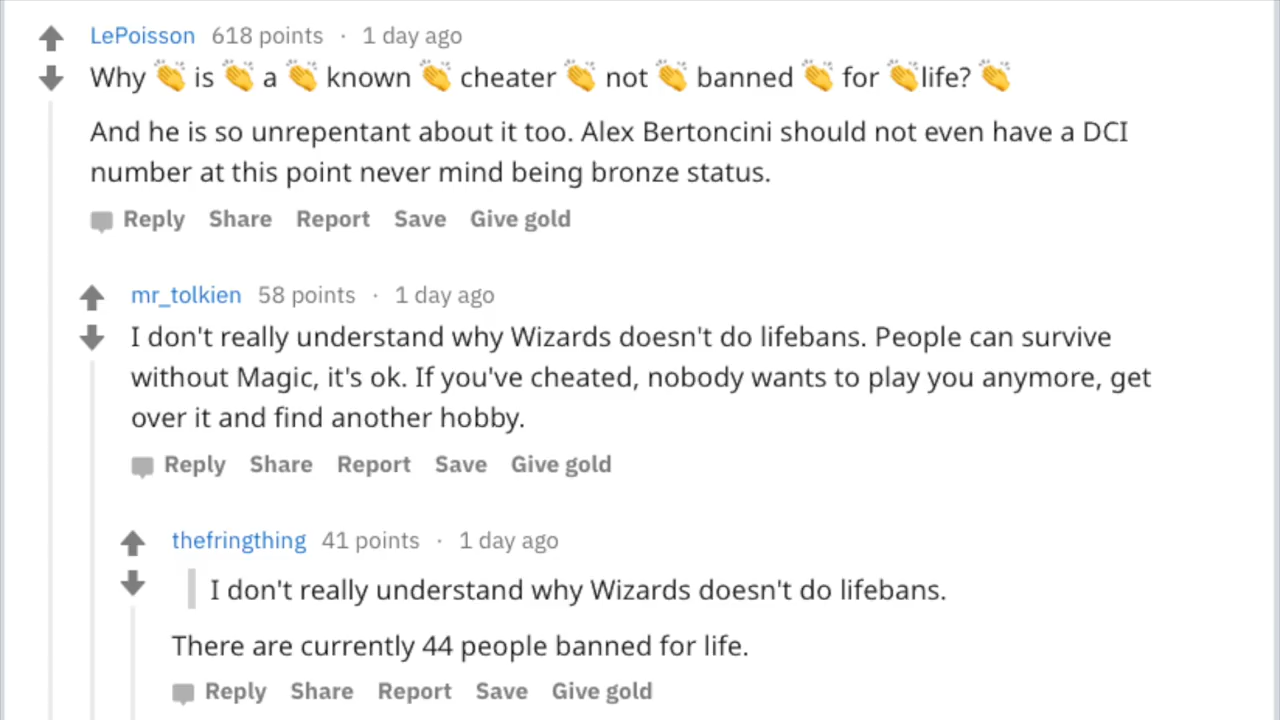 LePoisson 618 points · 1 day ago
Why 👏 is 👏 a 👏 known 👏 cheater 👏 not 👏 banned 👏 for 👏life? 👏
And he is so unrepentant about it too. Alex Bertoncini should not even have a DCI
number at this point never mind being bronze status.
Reply Share Report Save Give gold
mr_tolkien 58 points · 1 day ago
I don't really understand why Wizards doesn't do lifebans. People can survive
without Magic, it's ok. If you've cheated, nobody wants to play you anymore, get
over it and find another hobby.
Reply Share Report Save Give gold
thefringthing 41 points · 1 day ago
I don't really understand why Wizards doesn't do lifebans.
There are currently 44 people banned for life.
Reply Share Report Save Give gold